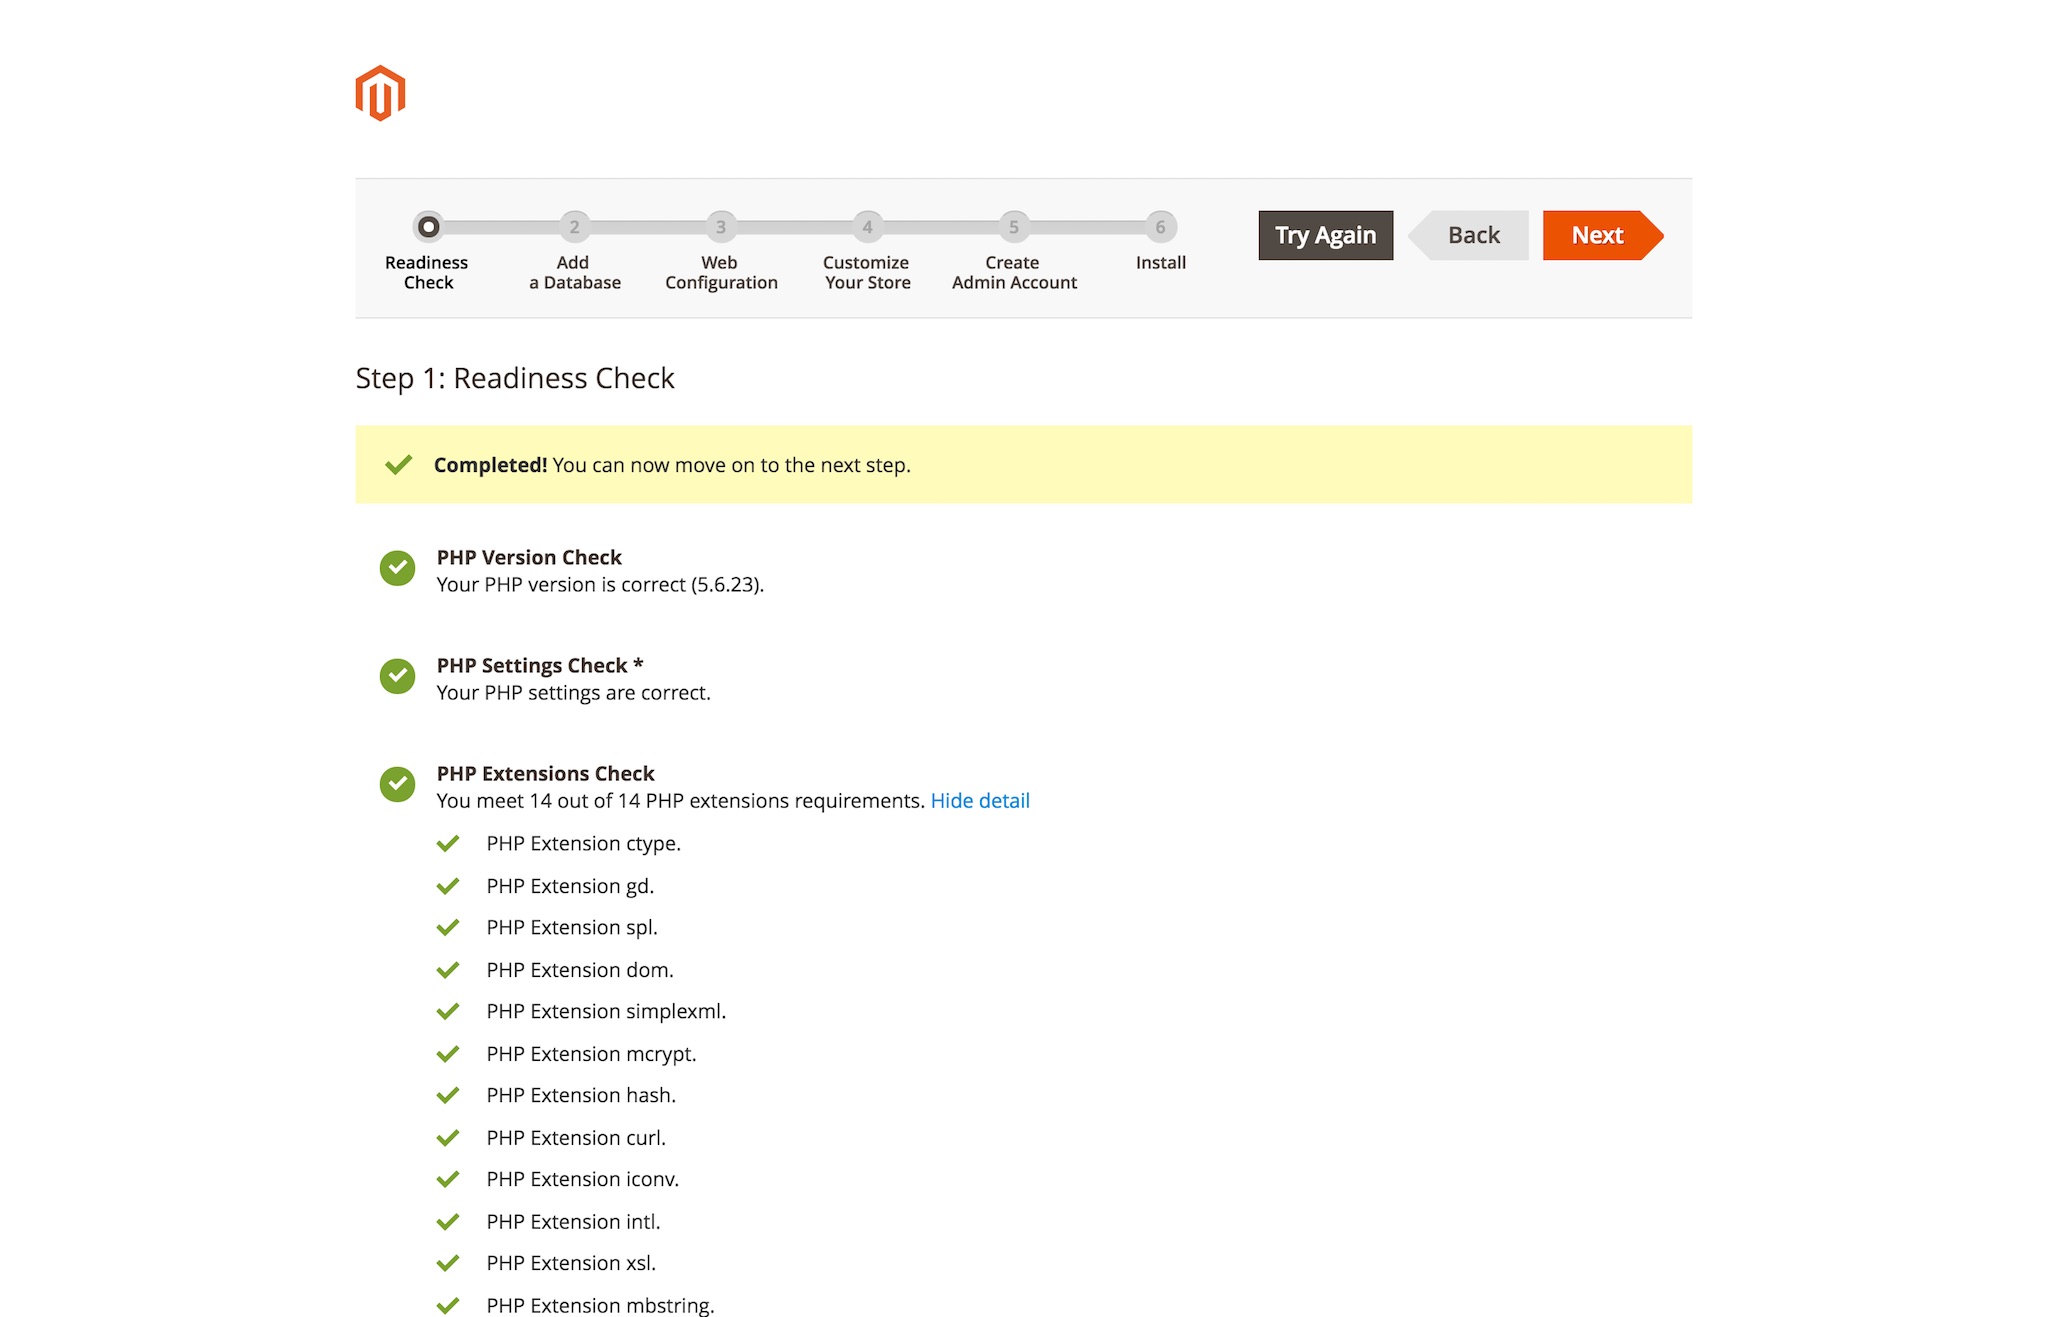 2
3
4
5
6
Readiness
Check
Add
a Database
Web
Configuration
Customize
Your Store
Create
Admin Account
Install
Try Again
Back
Next
Step 1: Readiness Check
Completed! You can now move on to the next step.
PHP Version Check
Your PHP version is correct (5.6.23).
PHP Settings Check *
Your PHP settings are correct.
PHP Extensions Check
You meet 14 out of 14 PHP extensions requirements. Hide detail
PHP Extension ctype.
PHP Extension gd.
PHP Extension spl.
PHP Extension dom.
PHP Extension simplexml.
PHP Extension mcrypt.
PHP Extension hash.
PHP Extension curl.
PHP Extension iconv.
PHP Extension intl.
PHP Extension xsl.
PHP Extension mbstring.